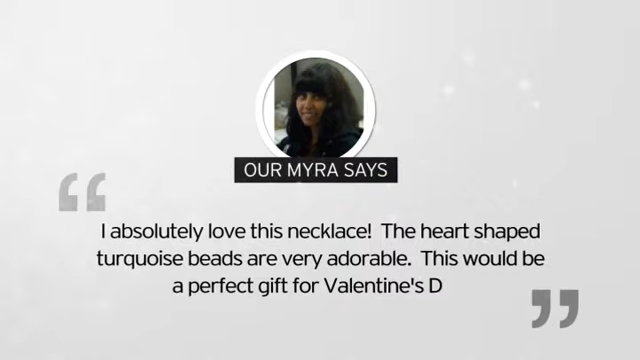 OUR MYRA SAYS
“
I absolutely love this necklace! The heart shaped
turquoise beads are very adorable. This would be
a perfect gift for Valentine's D
”